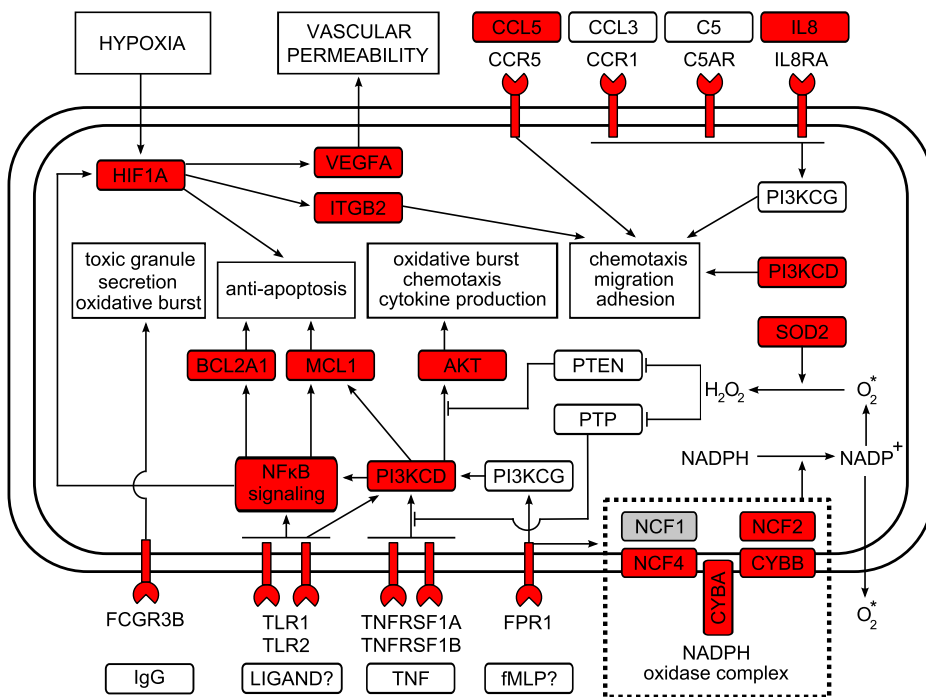 HYPOXIA
VASCULAR
PERMEABILITY
CCL5
CCL3
C5
IL8
CCR5
CCR1
C5AR
IL8RA
HIF1A
VEGFA
ITGB2
PI3KCG
toxic granule
secretion
oxidative burst
anti-apoptosis
oxidative burst
chemotaxis
cytokine production
chemotaxis
migration
adhesion
PI3KCD
SOD2
BCL2A1
MCL1
AKT
PTEN
H2O2
O2*
PTP
NADPH
NADP+
NFκB
signaling
PI3KCD
PI3KCG
NCF1
NCF2
NCF4
CYBA
CYBB
O2*
FCGR3B
TLR1
TLR2
TNFRSF1A
TNFRSF1B
FPR1
NADPH
oxidase complex
IgG
LIGAND?
TNF
fMLP?